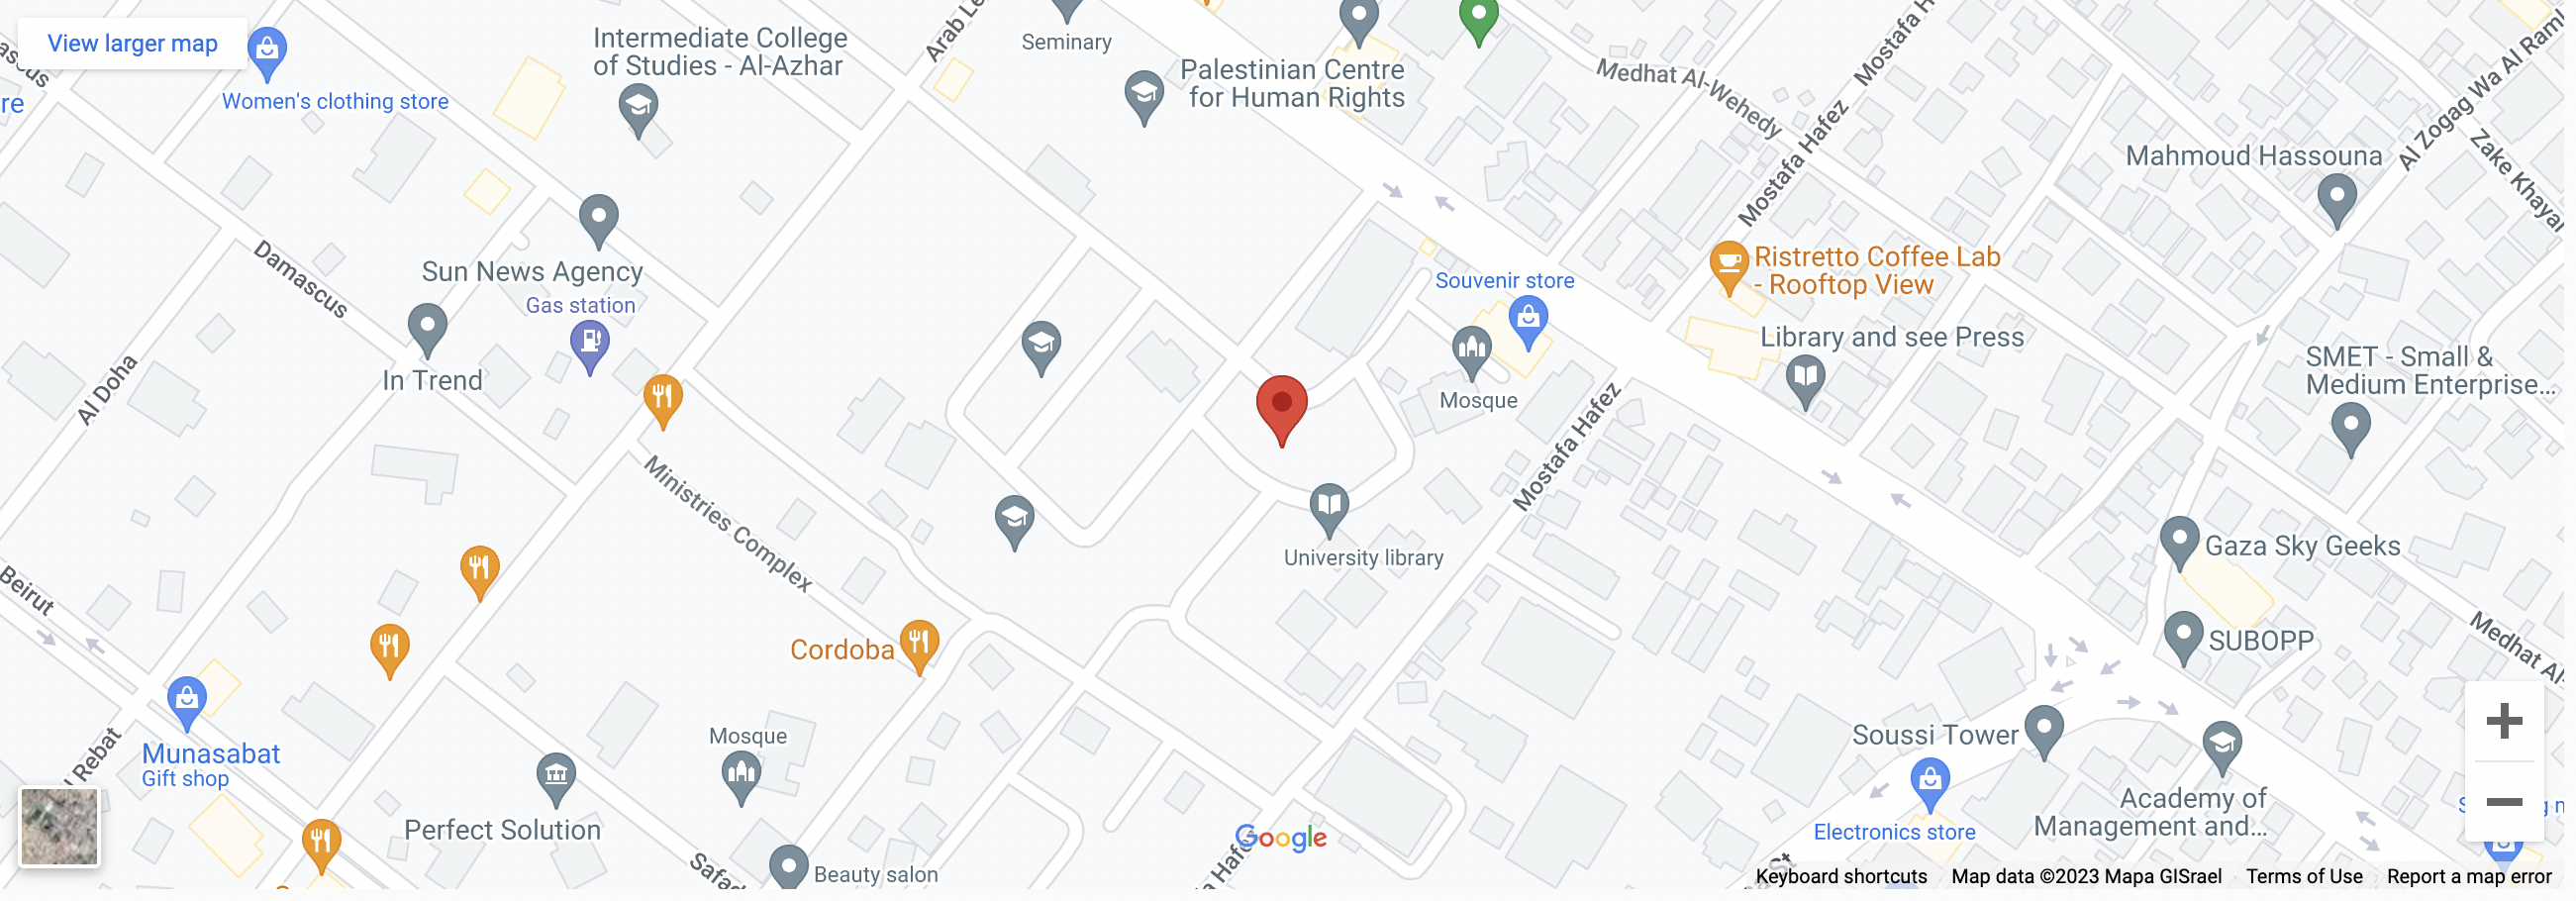 View larger map
Women's clothing store
Intermediate College
of Studies - Al-Azhar
Seminary
Palestinian Centre
for Human Rights
Medhat Al-Wehedy
Mostafa Hafez
Al Zogag Wa Al Raml
Mahmoud Hassouna
Damascus
Sun News Agency
Gas station
In Trend
Al Doha
Souvenir store
Ristretto Coffee Lab
- Rooftop View
Library and see Press
SMET - Small &
Medium Enterprise...
Mosque
Mostafa Hafez
Ministries Complex
University library
Gaza Sky Geeks
Beirut
Cordoba
SUBOPP
Munasabat
Gift shop
Mosque
Soussi Tower
Perfect Solution
Academy of
Management and...
Electronics store
Beauty salon
Google
Keyboard shortcuts
Map data ©2023 Mapa GISrael
Terms of Use
Report a map error